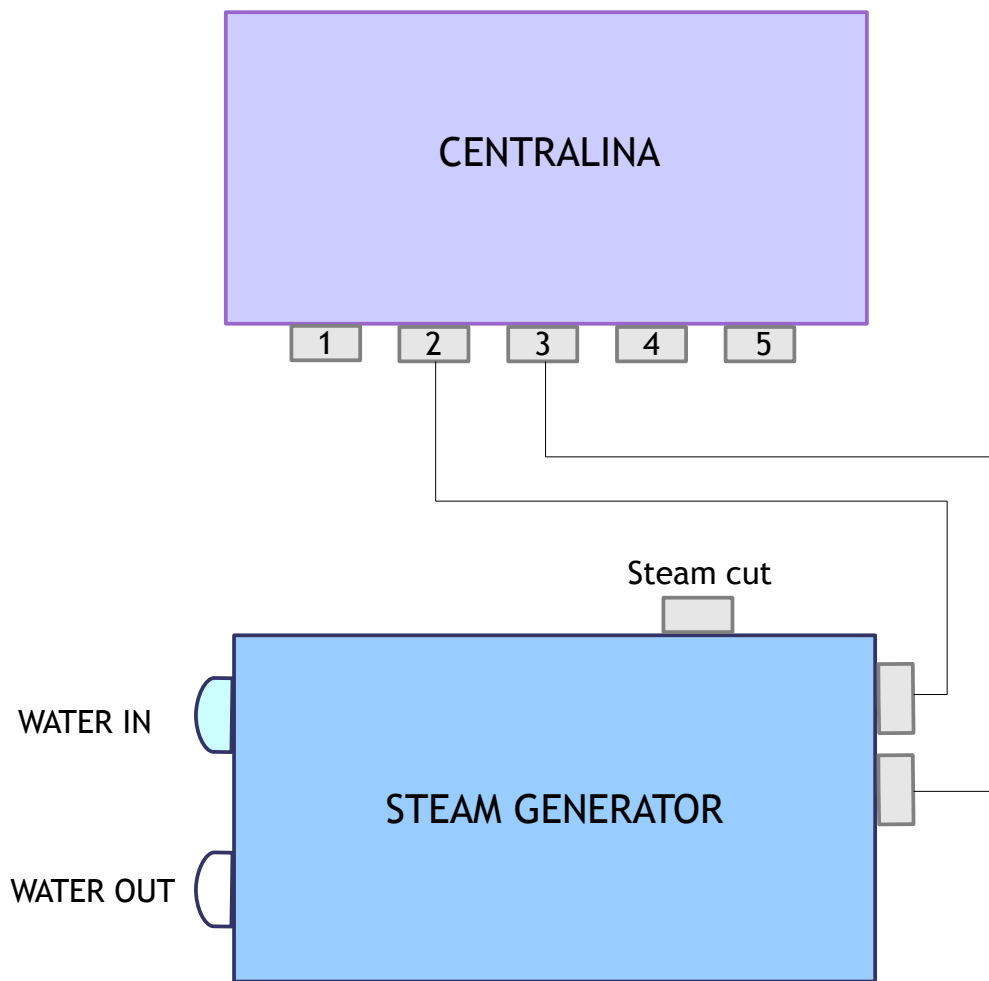 CENTRALINA
1 2 3 4 5
Steam cut
WATER IN
STEAM GENERATOR
WATER OUT